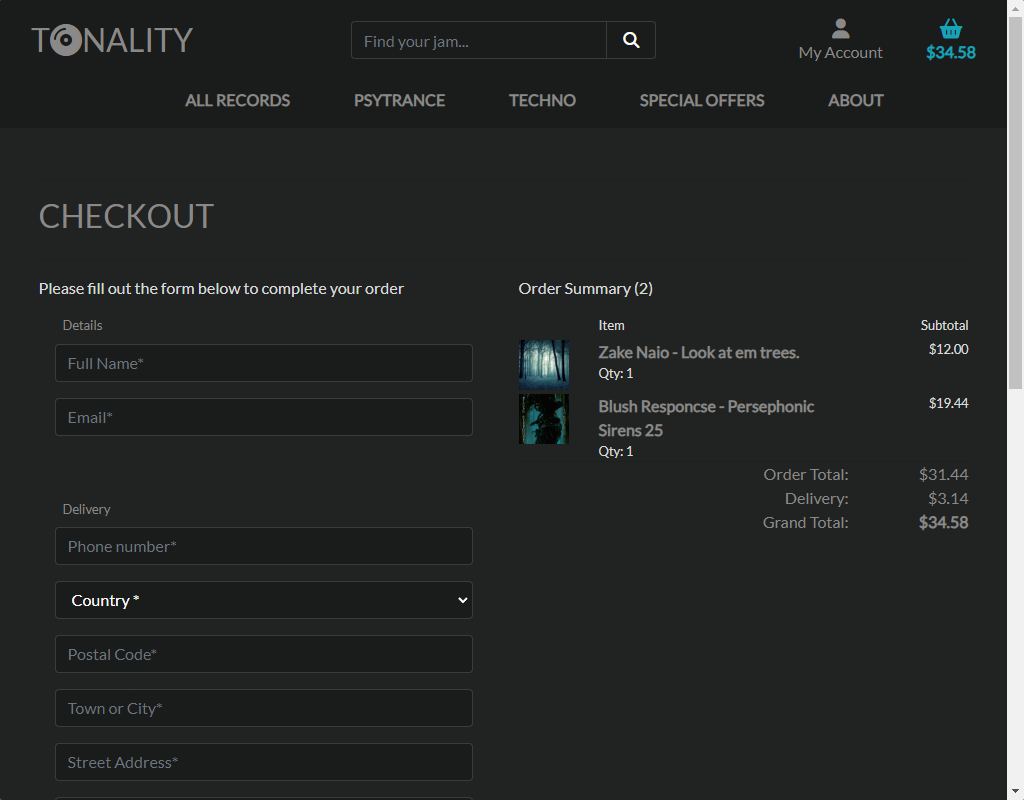 TONALITY
Find your jam...
My Account
$34.58
ALL RECORDS
PSYTRANCE
TECHNO
SPECIAL OFFERS
ABOUT
CHECKOUT
Please fill out the form below to complete your order
Details
Full Name*
Email*
Delivery
Phone number*
Country *
Postal Code*
Town or City*
Street Address*
Order Summary (2)
Item Subtotal
Zake Naio - Look at em trees. $12.00
Qty: 1
Blush Responcse - Persephonic $19.44
Sirens 25
Qty: 1
Order Total: $31.44
Delivery: $3.14
Grand Total: $34.58